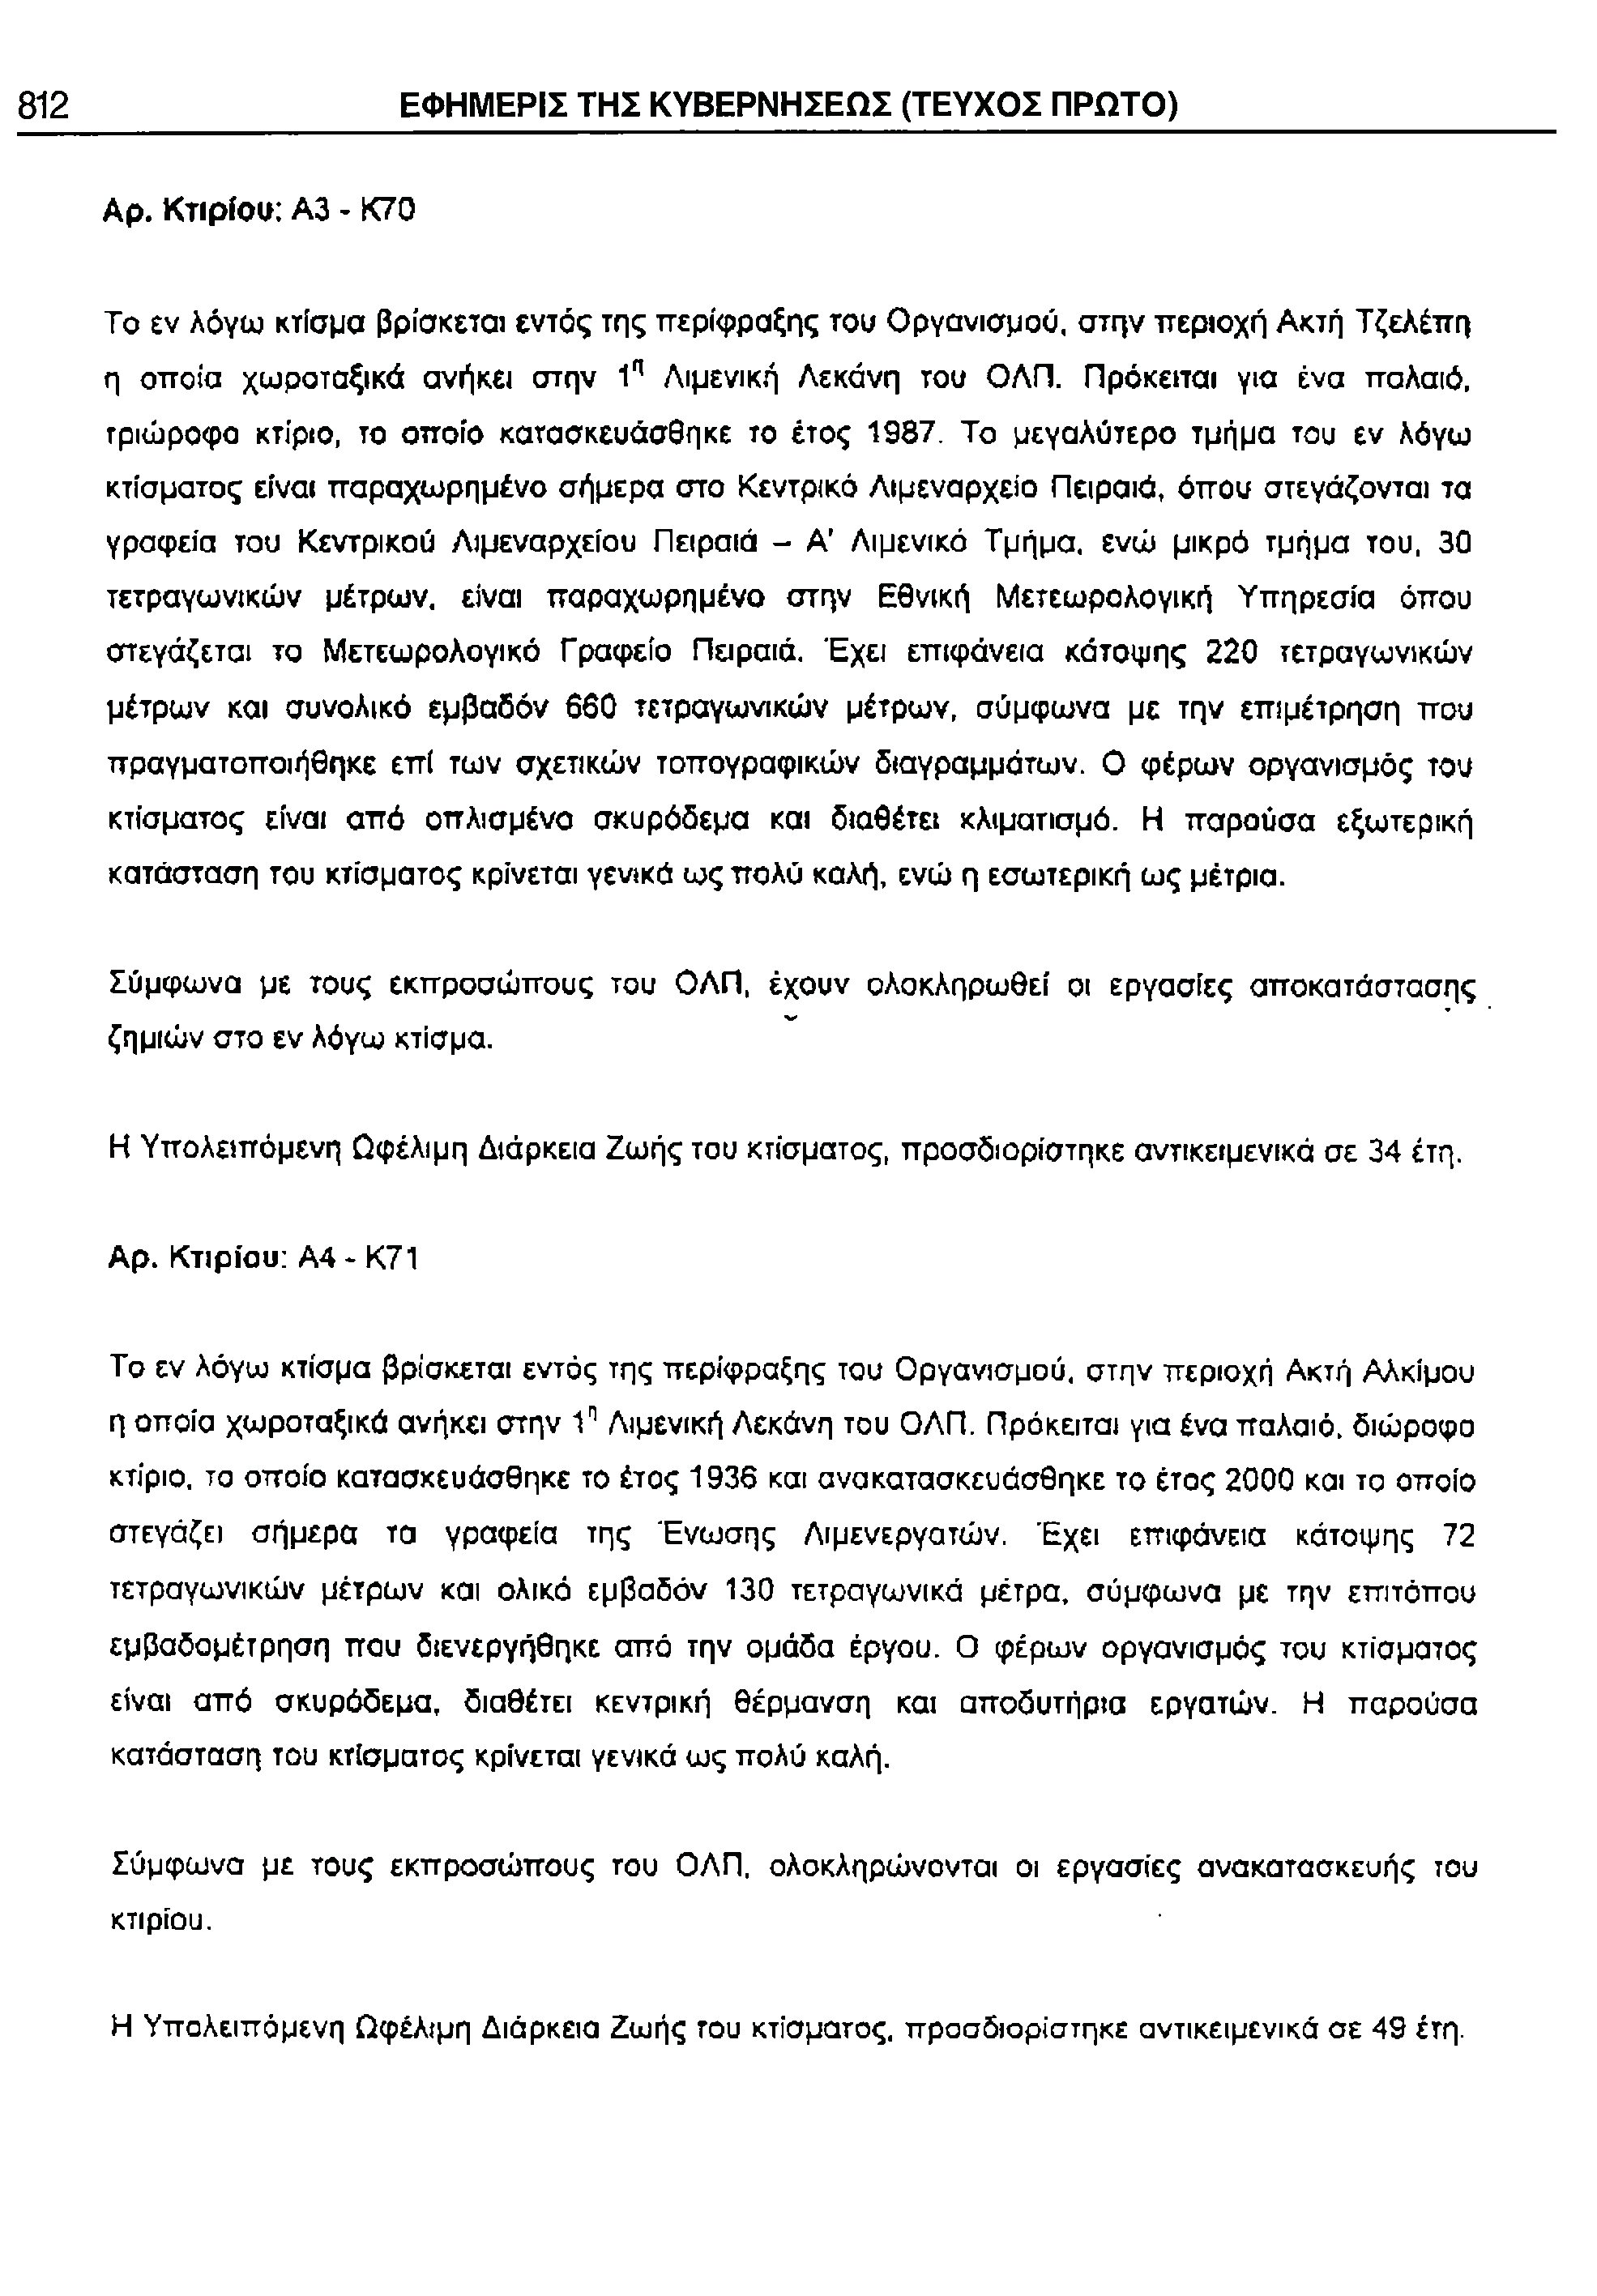 812
ΕΦΗΜΕΡΙΣ ΤΗΣ ΚΥΒΕΡΝΗΣΕΩΣ (ΤΕΥΧΟΣ ΠΡΩΤΟ)
Αρ. Κτιρίου: Α3 - Κ70
Το εν λόγω κτίσμα βρίσκεται εντός της περίφραξης του Οργανισμού, στην περιοχή Ακτή Τζελέπη
η οποία χωροταξικά ανήκει στην 1η Λιμενική Λεκάνη του ΟΛΠ. Πρόκειται για ένα παλαιό,
τριώροφο κτίριο, το οποίο κατασκευάσθηκε το έτος 1987. Το μεγαλύτερο τμήμα του εν λόγω
κτίσματος είναι παραχωρημένο σήμερα στο Κεντρικό Λιμεναρχείο Πειραιά, όπου στεγάζονται τα
γραφεία του Κεντρικού Λιμεναρχείου Πειραιά – Α' Λιμενικό Τμήμα, ενώ μικρό τμήμα του, 30
τετραγωνικών μέτρων, είναι παραχωρημένο στην Εθνική Μετεωρολογική Υπηρεσία όπου
στεγάζεται το Μετεωρολογικό Γραφείο Πειραιά. Έχει επιφάνεια κάτοψης 220 τετραγωνικών
μέτρων και συνολικό εμβαδόν 660 τετραγωνικών μέτρων, σύμφωνα με την επιμέτρηση που
πραγματοποιήθηκε επί των σχετικών τοπογραφικών διαγραμμάτων. Ο φέρων οργανισμός του
κτίσματος είναι από οπλισμένο σκυρόδεμα και διαθέτει κλιματισμό. Η παρούσα εξωτερική
κατάσταση του κτίσματος κρίνεται γενικά ως πολύ καλή, ενώ η εσωτερική ως μέτρια.
Σύμφωνα με τους εκπροσώπους του ΟΛΠ, έχουν ολοκληρωθεί οι εργασίες αποκατάστασης
ζημιών στο εν λόγω κτίσμα.
Η Υπολειπόμενη Ωφέλιμη Διάρκεια Ζωής του κτίσματος, προσδιορίστηκε αντικειμενικά σε 34 έτη.
Αρ. Κτιρίου: Α4 - Κ71
Το εν λόγω κτίσμα βρίσκεται εντός της περίφραξης του Οργανισμού, στην περιοχή Ακτή Αλκίμου
η οποία χωροταξικά ανήκει στην 1η Λιμενική Λεκάνη του ΟΛΠ. Πρόκειται για ένα παλαιό, διώροφο
κτίριο, το οποίο κατασκευάσθηκε το έτος 1936 και ανακατασκευάσθηκε το έτος 2000 και το οποίο
στεγάζει σήμερα τα γραφεία της Ένωσης Λιμενεργατών. Έχει επιφάνεια κάτοψης 72
τετραγωνικών μέτρων και ολικό εμβαδόν 130 τετραγωνικά μέτρα, σύμφωνα με την επιτόπου
εμβαδομέτρηση που διενεργήθηκε από την ομάδα έργου. Ο φέρων οργανισμός του κτίσματος
είναι από σκυρόδεμα, διαθέτει κεντρική θέρμανση και αποδυτήρια εργατών. Η παρούσα
κατάσταση του κτίσματος κρίνεται γενικά ως πολύ καλή.
Σύμφωνα με τους εκπροσώπους του ΟΛΠ, ολοκληρώνονται οι εργασίες ανακατασκευής του
κτιρίου.
Η Υπολειπόμενη Ωφέλιμη Διάρκεια Ζωής του κτίσματος, προσδιορίστηκε αντικειμενικά σε 49 έτη.